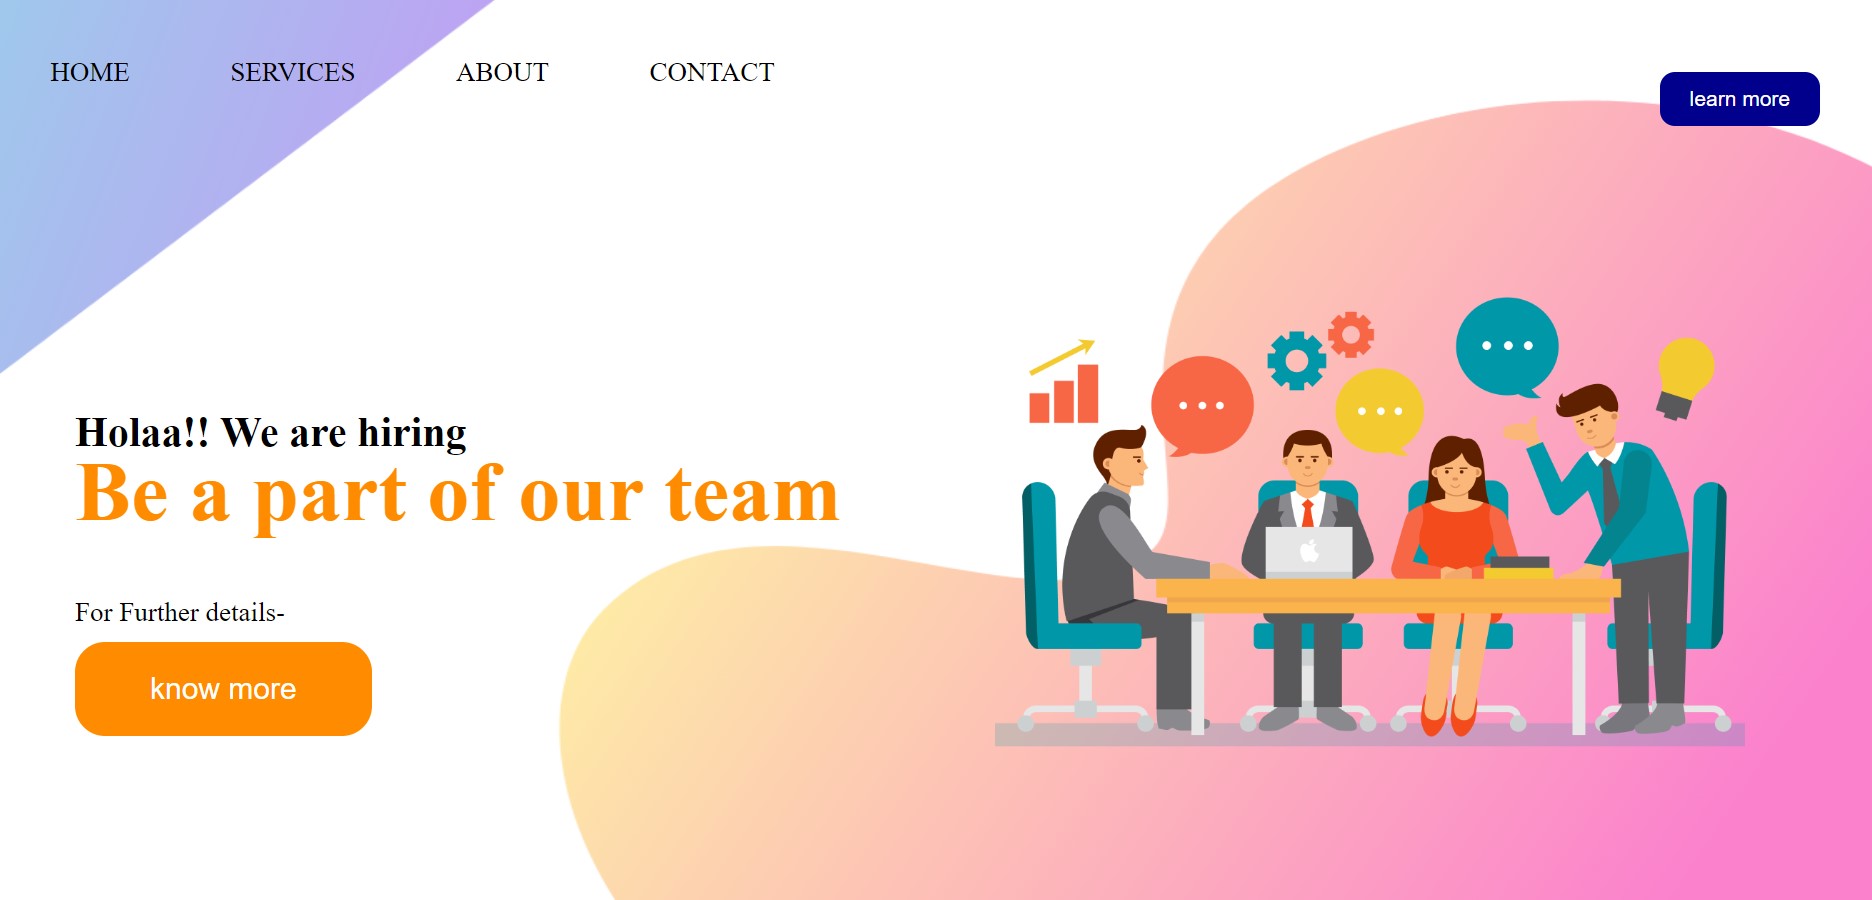 HOME SERVICES ABOUT CONTACT
learn more
Holaa!! We are hiring
Be a part of our team
For Further details-
know more